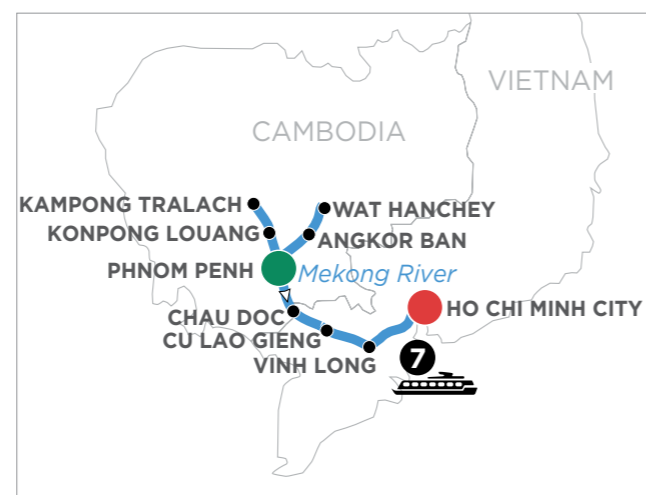 VIETNAM
CAMBODIA
KAMPONG TRALACH
WAT HANCHEY
KONPONG LOUANG
ANGKOR BAN
PHNOM PENH
Mekong River
CHAU DOC
HO CHI MINH CITY
CU LAO GIENG
VINH LONG
7